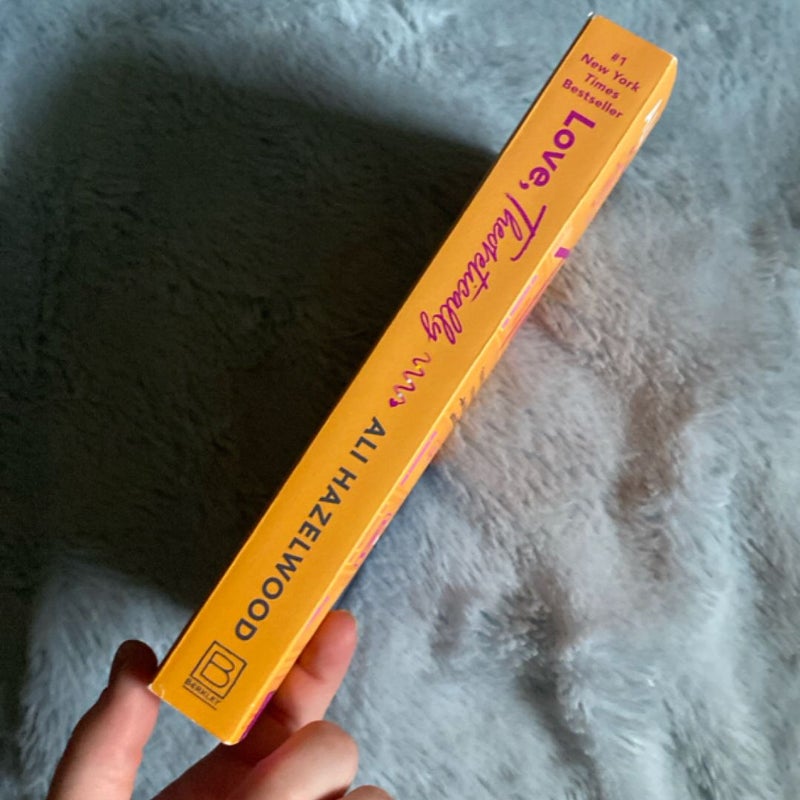 #1
New York
Times
Bestseller
Love, Theoretically
ALI HAZELWOOD
B
BERKLEY